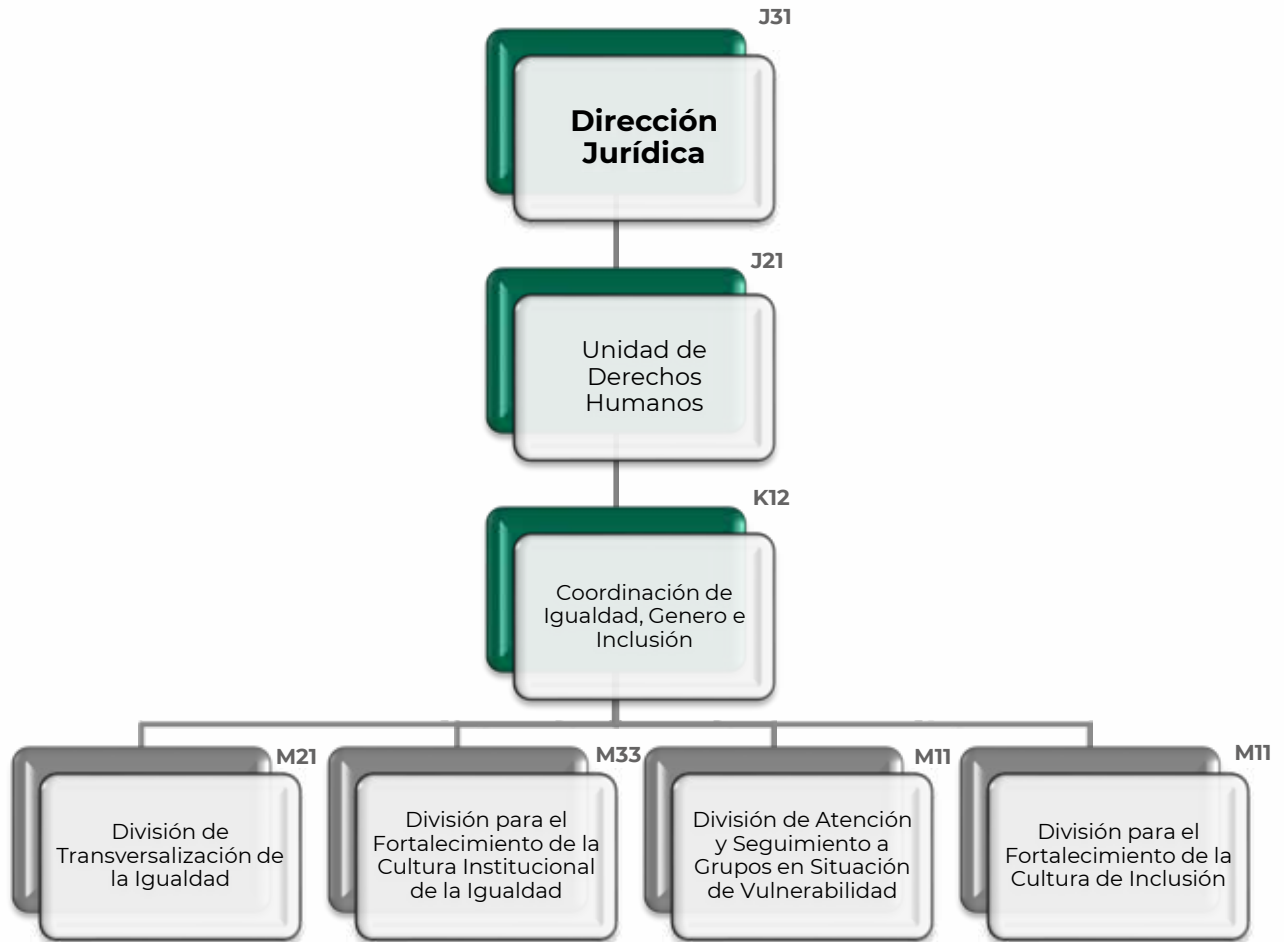 J31
Dirección
Jurídica
J21
Unidad de
Derechos
Humanos
K12
Coordinación de
Igualdad, Genero e
Inclusión
M21
División de
Transversalización de
la Igualdad
M33
División para el
Fortalecimiento de la
Cultura Institucional
de la Igualdad
M11
División de Atención
y Seguimiento a
Grupos en Situación
de Vulnerabilidad
M11
División para el
Fortalecimiento de la
Cultura de Inclusión